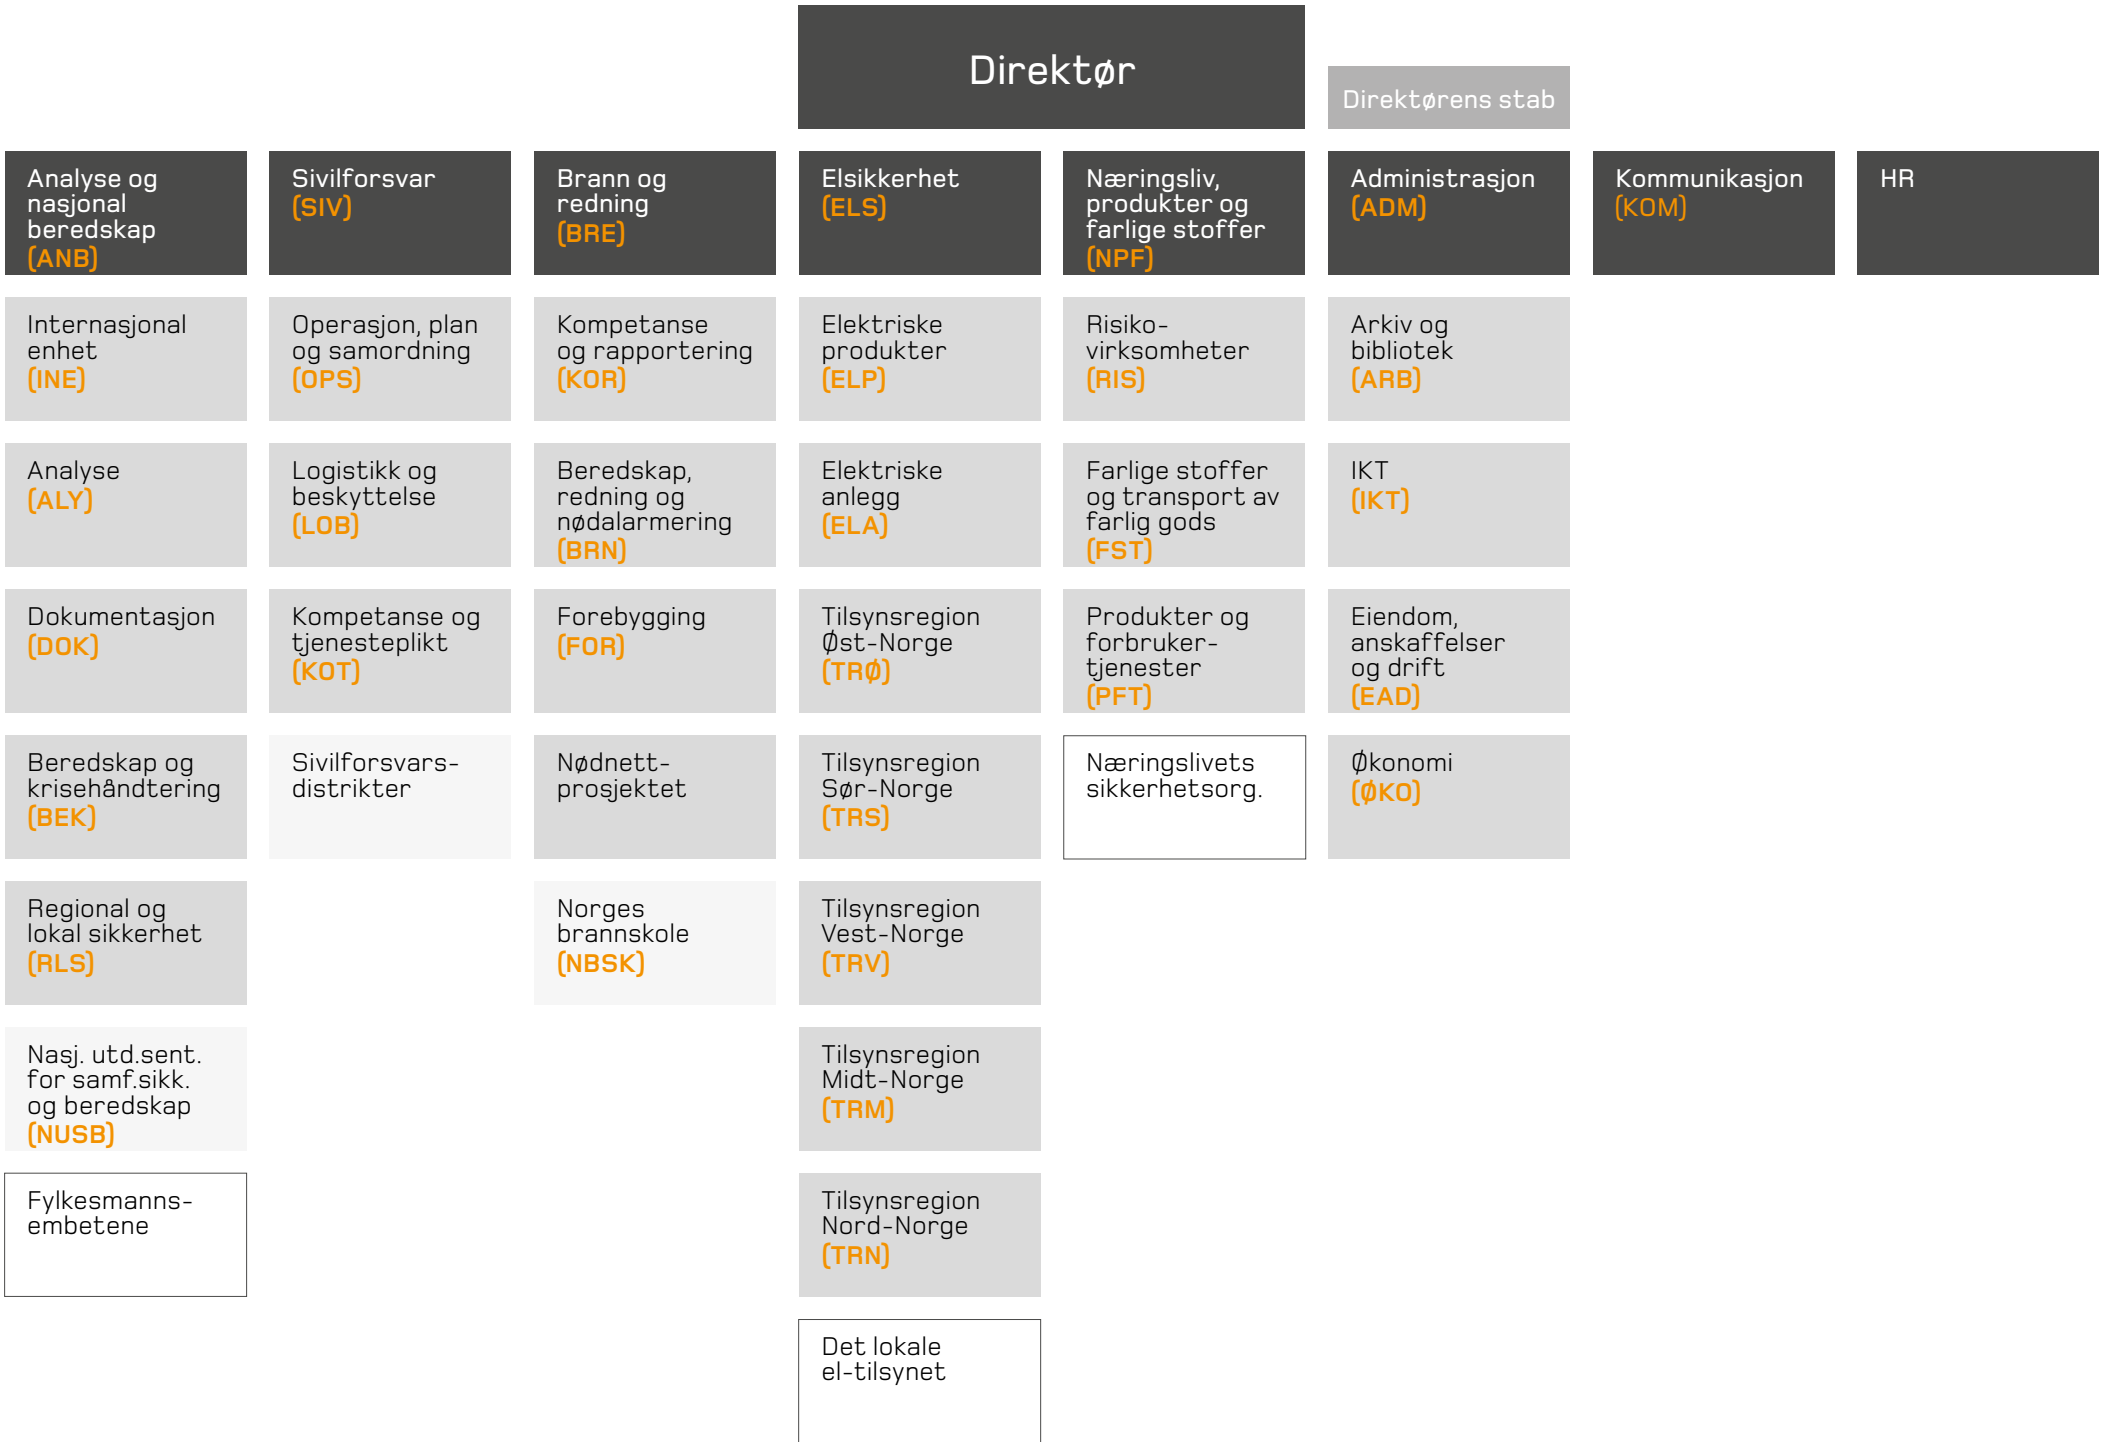 Direktør
Direktørens stab
Analyse og
nasjonal
beredskap
(ANB)
Sivilforsvar
(SIV)
Brann og
redning
(BRE)
Elsikkerhet
(ELS)
Næringsliv,
produkter og
farlige stoffer
(NPF)
Administrasjon
(ADM)
Kommunikasjon
(KOM)
HR
Internasjonal
enhet
(INE)
Operasjon, plan
og samordning
(OPS)
Kompetanse
og rapportering
(KOR)
Elektriske
produkter
(ELP)
Risiko-
virksomheter
(RIS)
Arkiv og
bibliotek
(ARB)
Analyse
(ALY)
Logistikk og
beskyttelse
(LOB)
Beredskap,
redning og
nødalarmering
(BRN)
Elektriske
anlegg
(ELA)
Farlige stoffer
og transport av
farlig gods
(FST)
IKT
(IKT)
Dokumentasjon
(DOK)
Kompetanse og
tjenesteplikt
(KOT)
Forebygging
(FOR)
Tilsynsregion
Øst-Norge
(TRØ)
Produkter og
forbruker-
tjenester
(PFT)
Eiendom,
anskaffelser
og drift
(EAD)
Beredskap og
krisehåndtering
(BEK)
Sivilforsvars-
distrikter
Nødnett-
prosjektet
Tilsynsregion
Sør-Norge
(TRS)
Næringslivets
sikkerhetsorg.
Økonomi
(ØKO)
Regional og
lokal sikkerhet
(RLS)
Norges
brannskole
(NBSK)
Tilsynsregion
Vest-Norge
(TRV)
Nasj. utd.sent.
for samf.sikk.
og beredskap
(NUSB)
Tilsynsregion
Midt-Norge
(TRM)
Fylkesmanns-
embetene
Tilsynsregion
Nord-Norge
(TRN)
Det lokale
el-tilsynet